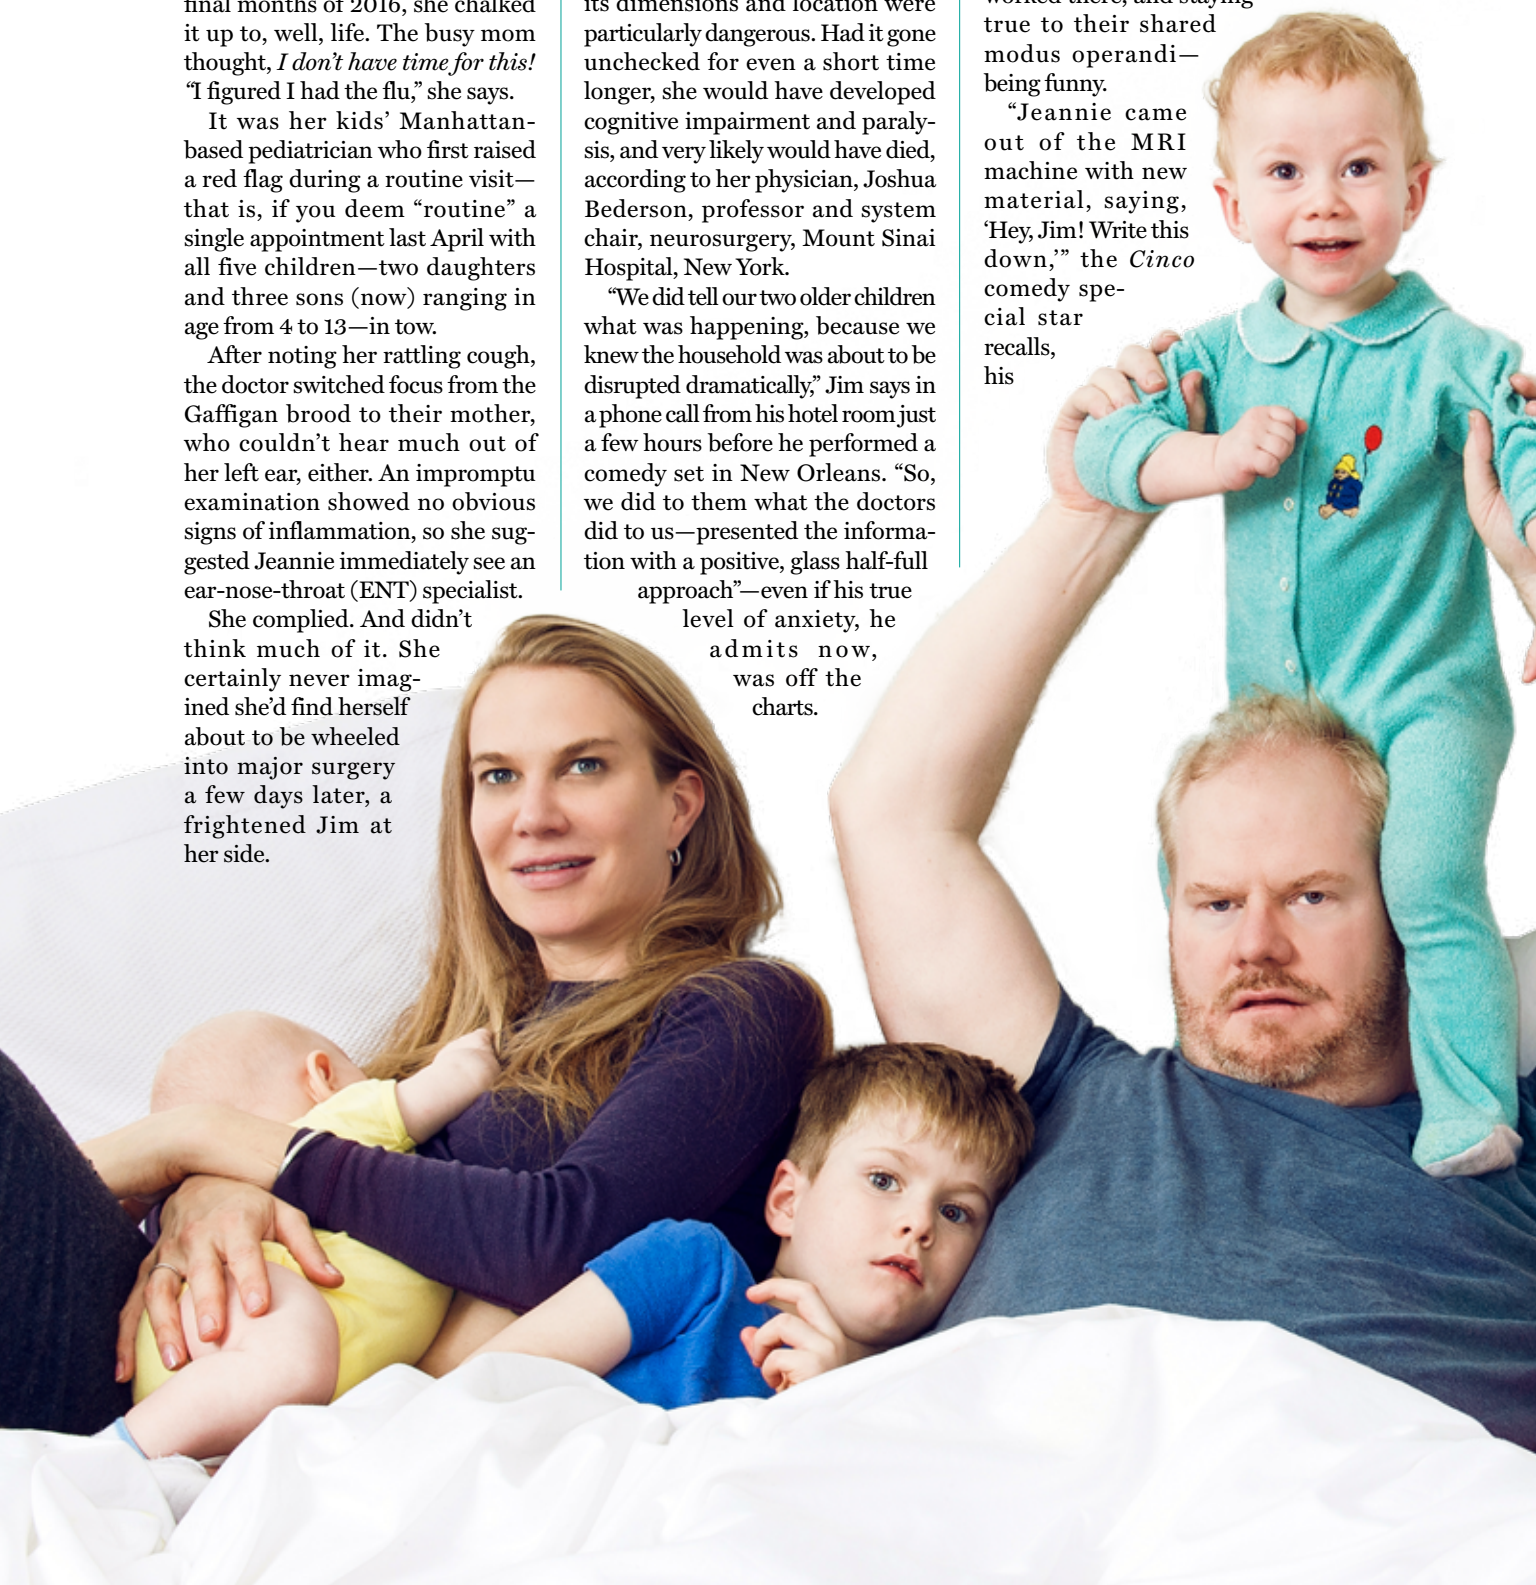 final months of 2016, she chalked
it up to, well, life. The busy mom
thought, I don’t have time for this!
“I figured I had the flu,” she says.
It was her kids’ Manhattan-
based pediatrician who first raised
a red flag during a routine visit—
that is, if you deem “routine” a
single appointment last April with
all five children—two daughters
and three sons (now) ranging in
age from 4 to 13—in tow.
After noting her rattling cough,
the doctor switched focus from the
Gaffigan brood to their mother,
who couldn’t hear much out of
her left ear, either. An impromptu
examination showed no obvious
signs of inflammation, so she sug-
gested Jeannie immediately see an
ear-nose-throat (ENT) specialist.
She complied. And didn’t
think much of it. She
certainly never imag-
ined she’d find herself
about to be wheeled
into major surgery
a few days later, a
frightened Jim at
her side.
its dimensions and location were
particularly dangerous. Had it gone
unchecked for even a short time
longer, she would have developed
cognitive impairment and paraly-
sis, and very likely would have died,
according to her physician, Joshua
Bederson, professor and system
chair, neurosurgery, Mount Sinai
Hospital, New York.
“We did tell our two older children
what was happening, because we
knew the household was about to be
disrupted dramatically,” Jim says in
a phone call from his hotel room just
a few hours before he performed a
comedy set in New Orleans. “So,
we did to them what the doctors
did to us—presented the informa-
tion with a positive, glass half-full
approach”—even if his true
level of anxiety, he
admits now,
was off the
charts.
worked there, and staying
true to their shared
modus operandi—
being funny.
“Jeannie came
out of the MRI
machine with new
material, saying,
‘Hey, Jim! Write this
down,’” the Cinco
comedy spe-
cial star
recalls,
his